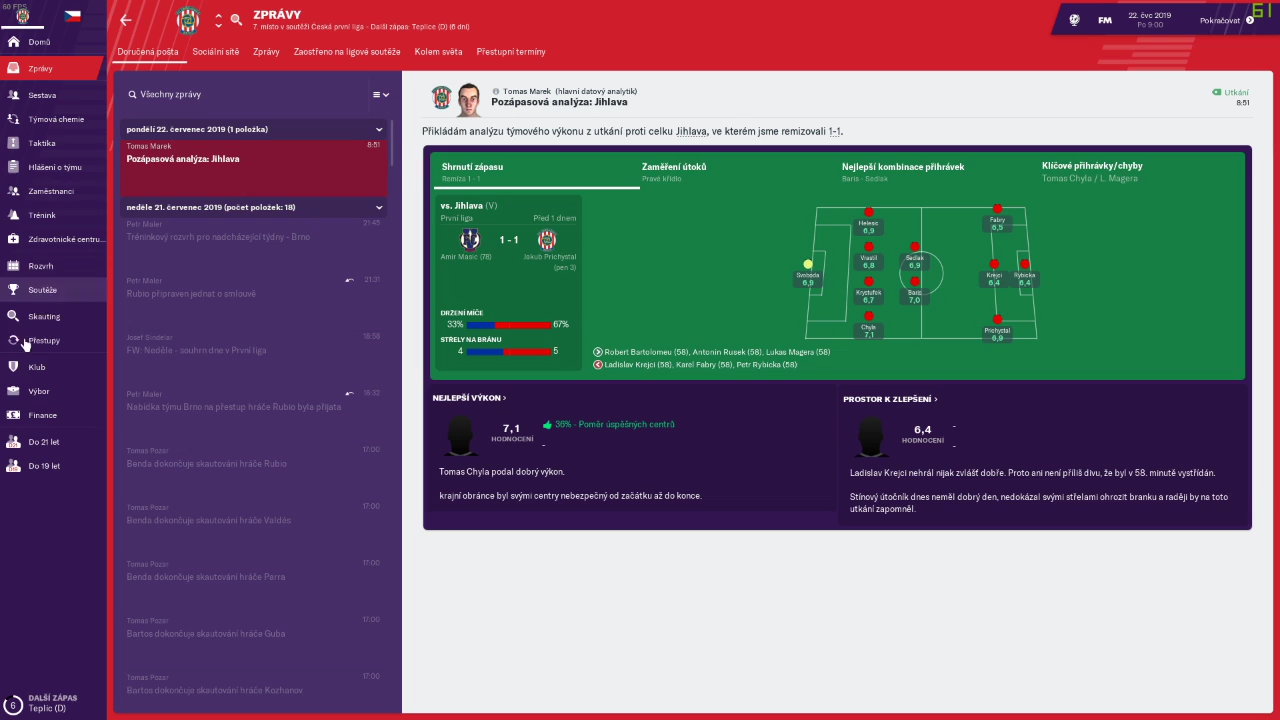 60 FPS
61
Domů
Zprávy
Sestava
Týmová chemie
Taktika
Hlášení o týmu
Zaměstnanci
Trénink
Zdravotnické centru...
Rozvrh
Soutěže
Skauting
Přestupy
Klub
Výbor
Finance
Do 21 let
Do 19 let
6
DALŠÍ ZÁPAS
Teplic (D)
ZPRÁVY
7. místo v soutěži Česká první liga - Další zápas: Teplice (D) (6 dní)
FM
22. čvc 2019
Po 9:00
Pokračovat
Doručená pošta
Sociální sítě
Zprávy
Zaostřeno na ligové soutěže
Kolem světa
Přestupní termíny
Všechny zprávy
pondělí 22. červenec 2019 (1 položka)
Tomas Marek 8:51
Pozápasová analýza: Jihlava
neděle 21. červenec 2019 (počet položek: 18)
Petr Maler 21:45
Tréninkový rozvrh pro nadcházející týdny - Brno
Petr Maler 21:31
Rubio připraven jednat o smlouvě
Josef Sindelar 18:58
FW: Neděle - souhrn dne v První liga
Petr Maler 18:32
Nabídka týmu Brno na přestup hráče Rubio byla přijata
Tomas Pozar 17:00
Benda dokončuje skautování hráče Rubio
Tomas Pozar 17:00
Benda dokončuje skautování hráče Valdés
Tomas Pozar 17:00
Benda dokončuje skautování hráče Parra
Tomas Pozar 17:00
Bartos dokončuje skautování hráče Guba
Tomas Pozar 17:00
Bartos dokončuje skautování hráče Kozhanov
Tomas Marek (hlavní datový analytik)
Pozápasová analýza: Jihlava
Utkání
8:51
Přikládám analýzu týmového výkonu z utkání proti celku Jihlava, ve kterém jsme remizovali 1-1.
Shrnutí zápasu
Remíza 1 - 1
Zaměření útoků
Pravé křídlo
Nejlepší kombinace přihrávek
Baris - Sedlak
Klíčové přihrávky/chyby
Tomas Chyla / L. Magera
vs. Jihlava (V)
První liga Před 1 dnem
1 - 1
Amir Masic (78)
Jakub Prichystal
(pen 3)
DRŽENÍ MÍČE
33% 67%
STŘELY NA BRÁNU
4 5
Svoboda
6,9
Helesic
6,9
Vrastil
6,8
Krystufek
6,7
Chyla
7,1
Sedlak
6,9
Baris
7,0
Fabry
6,5
Krejci
6,4
Rybicka
6,4
Prichystal
6,9
Robert Bartolomeu (58), Antonin Rusek (58), Lukas Magera (58)
Ladislav Krejci (58), Karel Fabry (58), Petr Rybicka (58)
NEJLEPŠÍ VÝKON
7,1
HODNOCENÍ
36% - Poměr úspěšných centrů
-
Tomas Chyla podal dobrý výkon.
krajní obránce byl svými centry nebezpečný od začátku až do konce.
PROSTOR K ZLEPŠENÍ
6,4
HODNOCENÍ
-
-
Ladislav Krejci nehrál nijak zvlášť dobře. Proto ani není příliš divu, že byl v 58. minutě vystřídán.
Stínový útočník dnes neměl dobrý den, nedokázal svými střelami ohrozit branku a raději by na toto
utkání zapomněl.